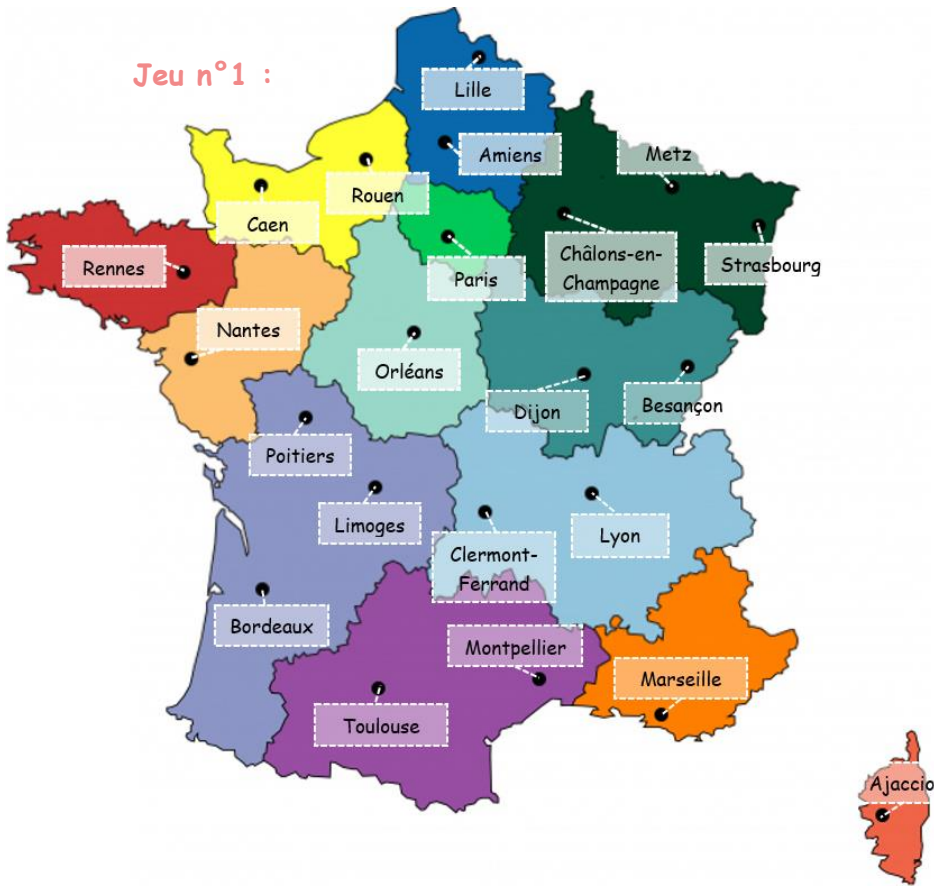 Jeu n°1 :
Lille
Amiens
Metz
Rouen
Caen
Châlons-en-
Champagne
Strasbourg
Rennes
Paris
Nantes
Orléans
Dijon
Besançon
Poitiers
Limoges
Lyon
Clermont-
Ferrand
Bordeaux
Montpellier
Marseille
Toulouse
Ajaccio